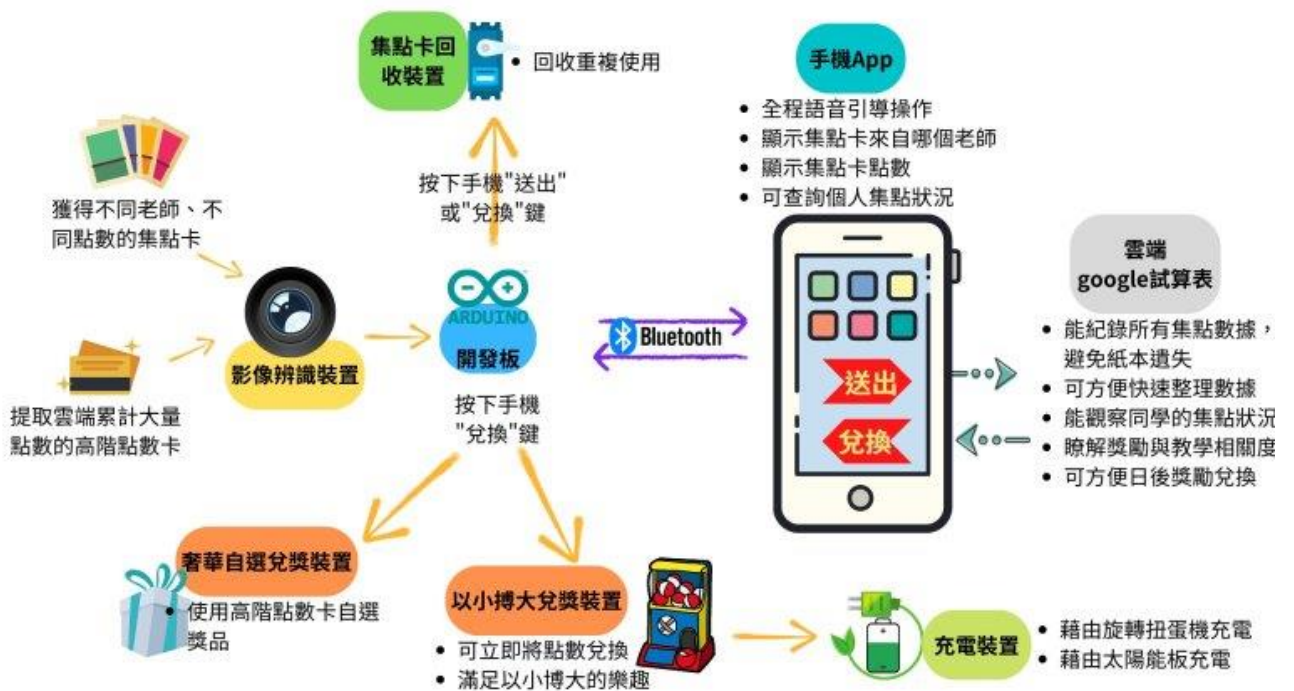 集點卡回
收裝置
• 回收重複使用
手機App
• 全程語音引導操作
• 顯示集點卡來自哪個老師
• 顯示集點卡點數
• 可查詢個人集點狀況
獲得不同老師、不
同點數的集點卡
按下手機"送出"
或"兌換"鍵
雲端
google試算表
• 能紀錄所有集點數據，
避免紙本遺失
• 可方便快速整理數據
• 能觀察同學的集點狀況
• 瞭解獎勵與教學相關度
• 可方便日後獎勵兌換
影像辨識裝置
ARDUINO
開發板
Bluetooth
送出
兌換
提取雲端累計大量
點數的高階點數卡
按下手機
"兌換"鍵
奢華自選兌獎裝置
• 使用高階點數卡自選
獎品
以小搏大兌獎裝置
• 可立即將點數兌換
• 滿足以小博大的樂趣
充電裝置
• 藉由旋轉扭蛋機充電
• 藉由太陽能板充電